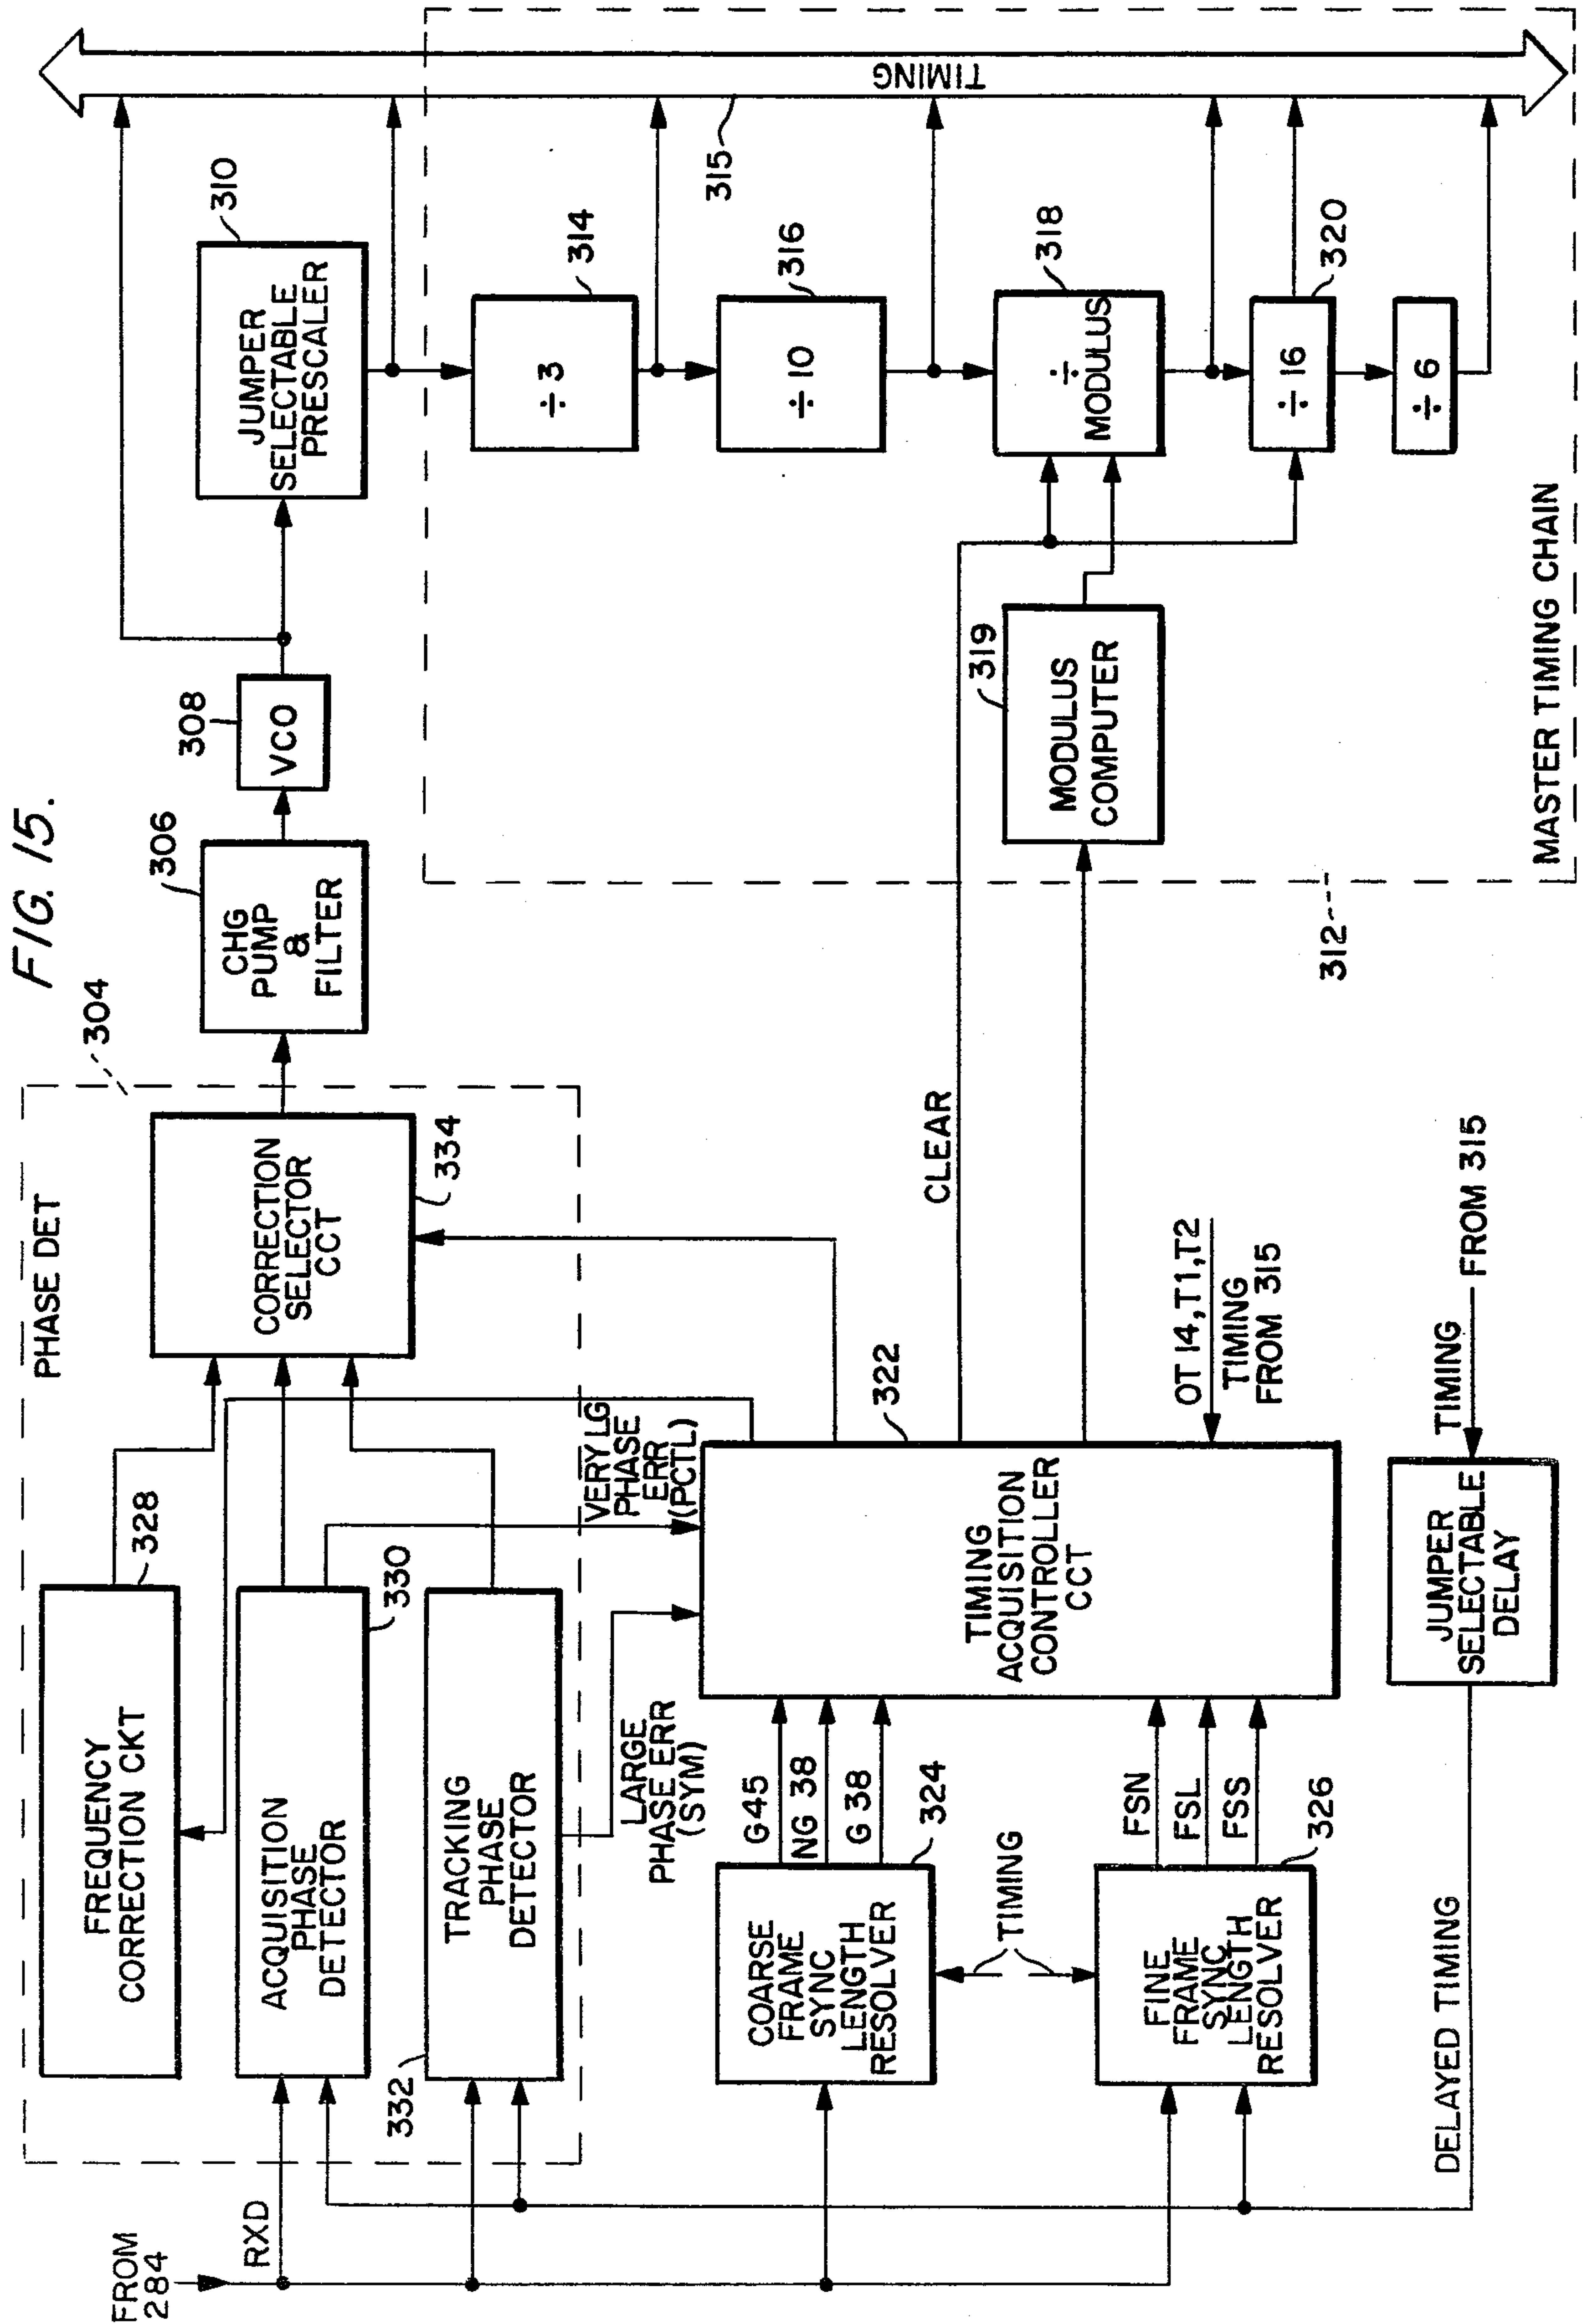 FIG. 15.
FROM
284
RXD
PHASE DET
304
FREQUENCY
CORRECTION CKT
328
ACQUISITION
PHASE
DETECTOR
330
332
TRACKING
PHASE
DETECTOR
CORRECTION
SELECTOR
CCT
334
306
CHG
PUMP
&
FILTER
308
VCO
310
JUMPER
SELECTABLE
PRESCALER
LARGE
PHASE ERR
(SYM)
VERY LG
PHASE
ERR
(PCTL)
COARSE
FRAME
SYNC
LENGTH
RESOLVER
324
G45
NG 38
G 38
TIMING
FINE
FRAME
SYNC
LENGTH
RESOLVER
326
FSN
FSL
FSS
TIMING
ACQUISITION
CONTROLLER
CCT
322
CLEAR
OT 14,T1,T2
TIMING
FROM 315
DELAYED TIMING
JUMPER
SELECTABLE
DELAY
TIMING
FROM 315
÷ 3
314
÷ 10
316
÷
MODULUS
318
÷ 16
320
÷ 6
319
MODULUS
COMPUTER
315
TIMING
312
MASTER TIMING CHAIN